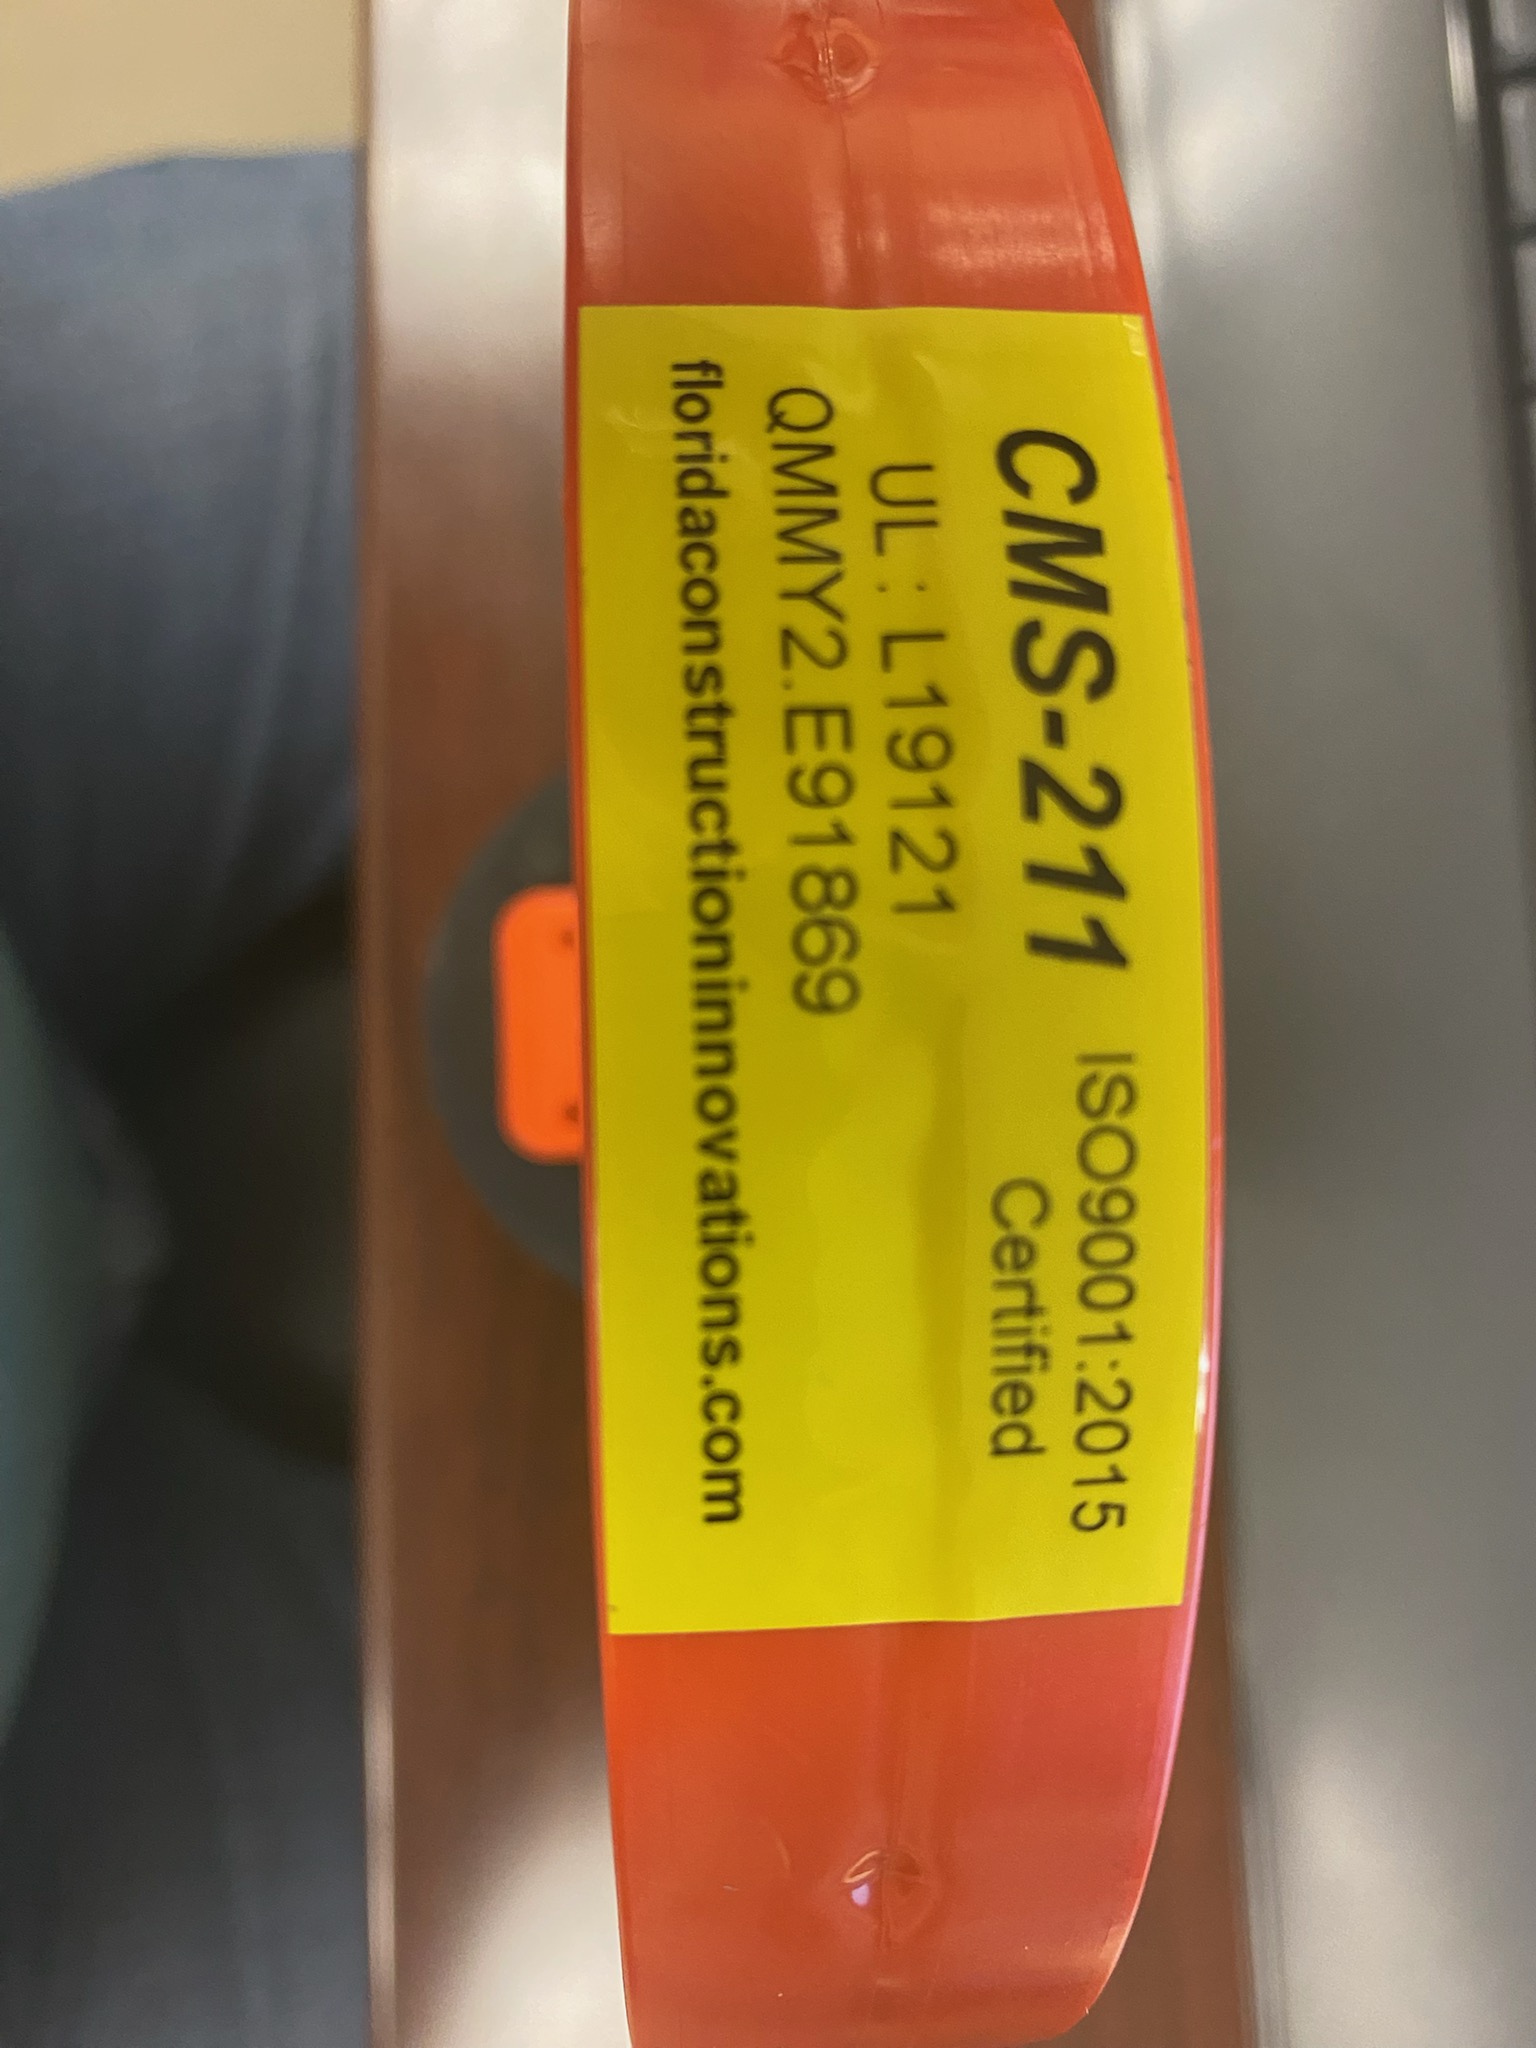 CMS-211 ISO9001:2015
Certified
UL: L19121
QMMY2.E91869
floridaconstructioninnovations.com